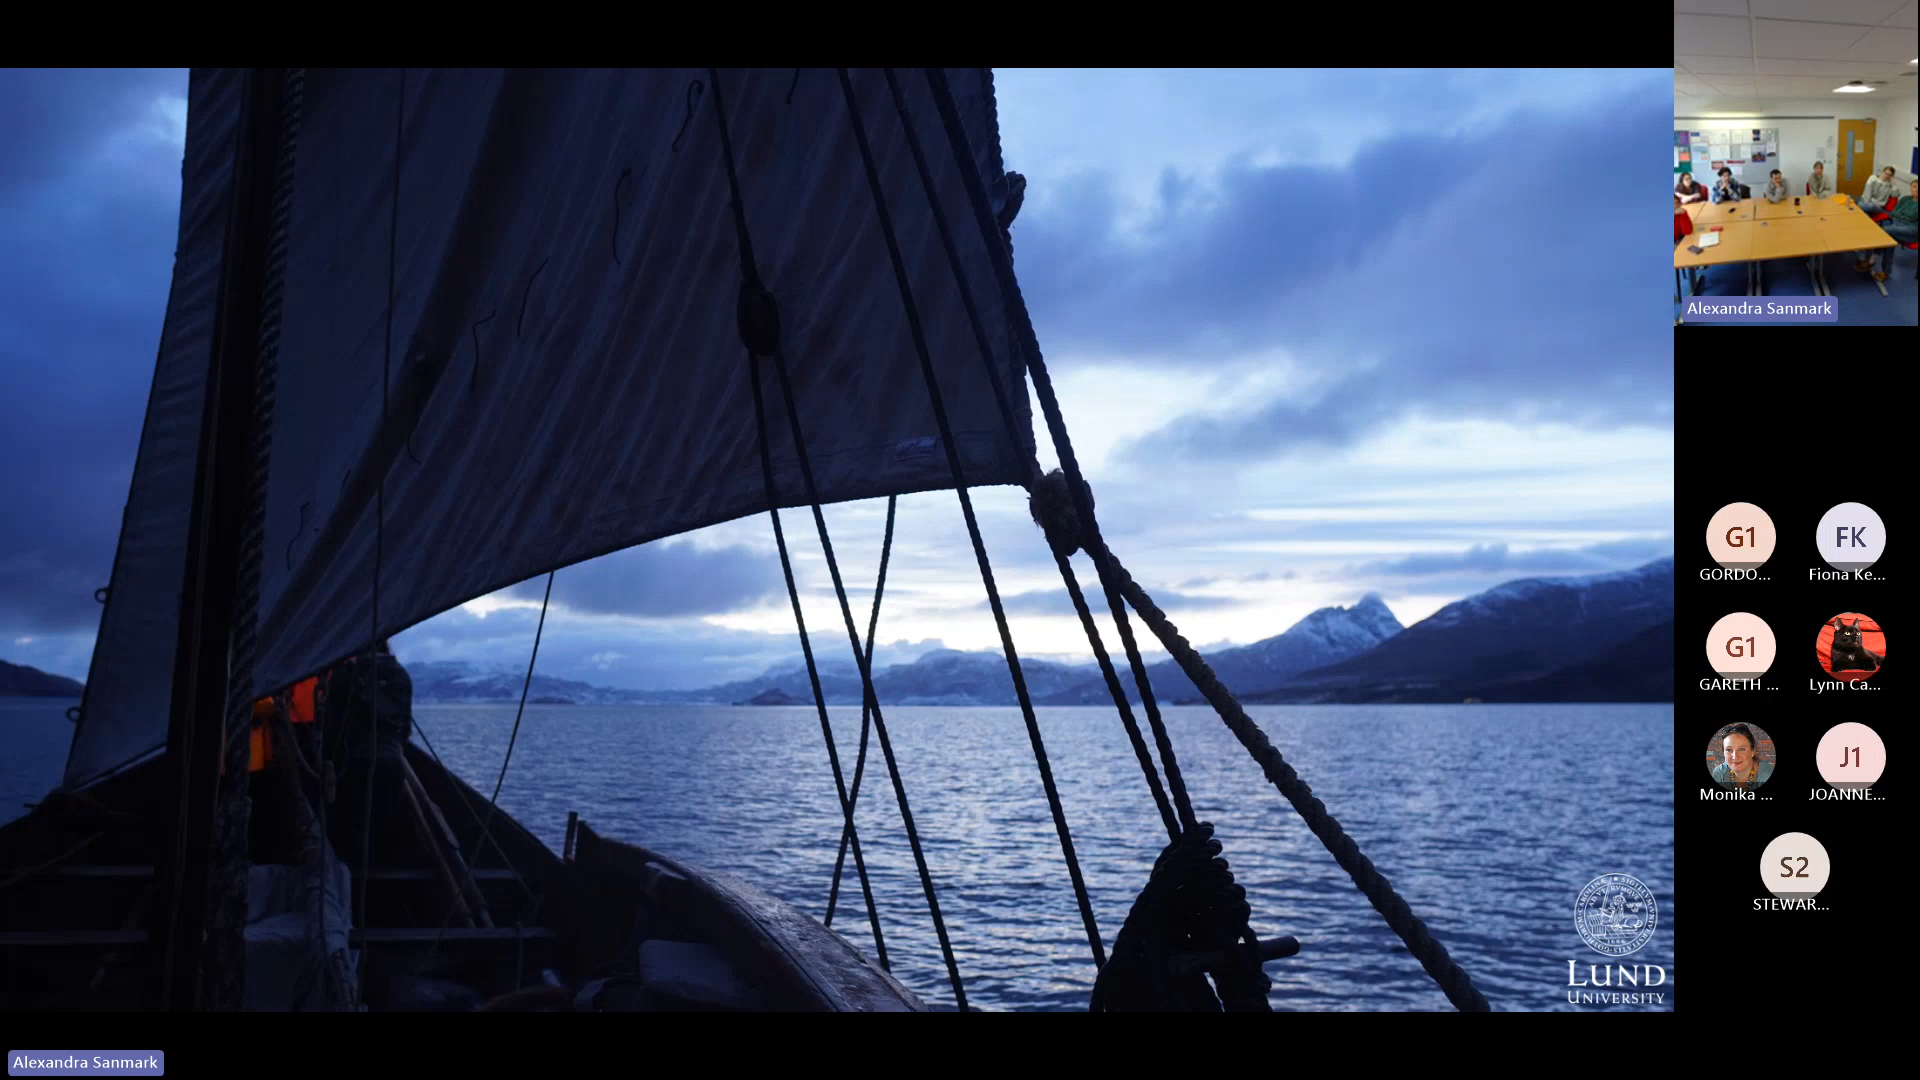 Alexandra Sanmark
G1
FK
GORDO...
Fiona Ke...
G1
GARETH ...
Lynn Ca...
J1
Monika ...
JOANNE...
S2
STEWAR...
LUND
UNIVERSITY
Alexandra Sanmark